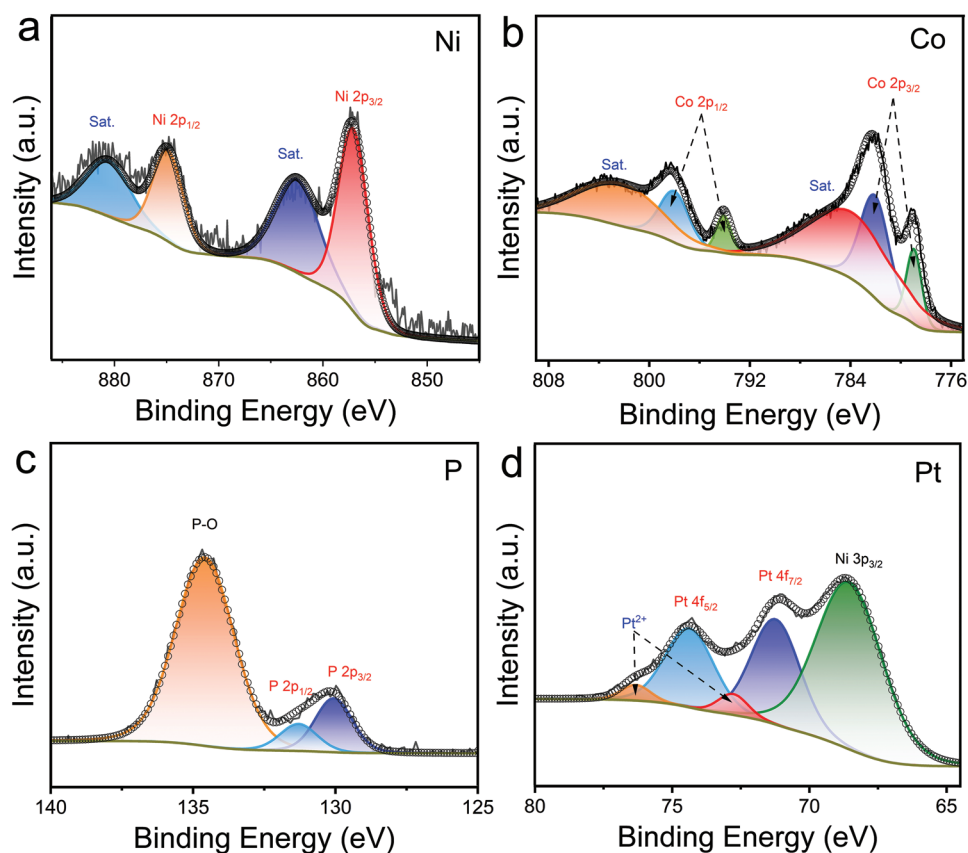 a
Ni
Intensity (a.u.)
Sat.
Ni 2p1/2
Sat.
Ni 2p3/2
880
870
860
850
Binding Energy (eV)
b
Co
Intensity (a.u.)
Sat.
Co 2p1/2
Sat.
Co 2p3/2
808
800
792
784
776
Binding Energy (eV)
c
P
Intensity (a.u.)
P-O
P 2p1/2
P 2p3/2
140
135
130
125
Binding Energy (eV)
d
Pt
Intensity (a.u.)
Pt2+
Pt 4f5/2
Pt 4f7/2
Ni 3p3/2
80
75
70
65
Binding Energy (eV)